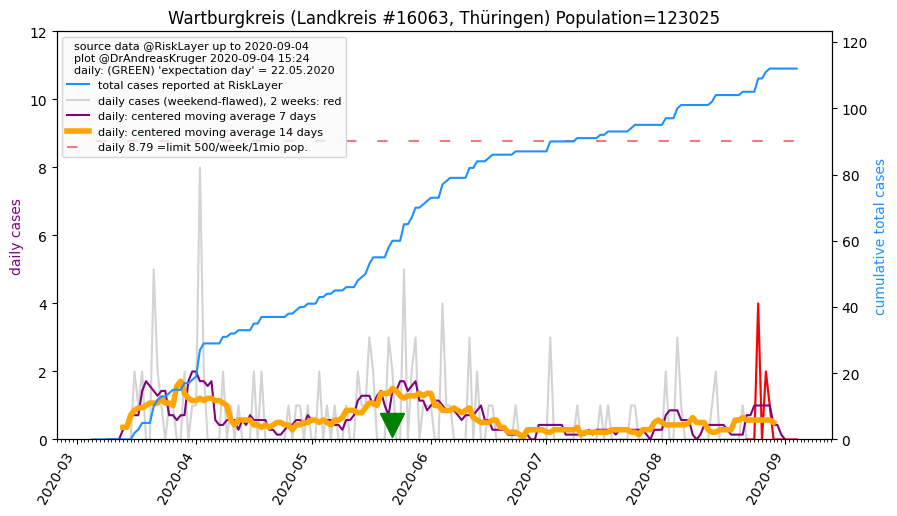 Wartburgkreis (Landkreis #16063, Thüringen) Population=123025
source data @RiskLayer up to 2020-09-04
plot @DrAndreasKruger 2020-09-04 15:24
daily: (GREEN) 'expectation day' = 22.05.2020
total cases reported at RiskLayer
daily cases (weekend-flawed), 2 weeks: red
daily: centered moving average 7 days
daily: centered moving average 14 days
daily 8.79 =limit 500/week/1mio pop.
daily cases
12
10
8
6
4
2
0
cumulative total cases
120
100
80
60
40
20
0
2020-03
2020-04
2020-05
2020-06
2020-07
2020-08
2020-09